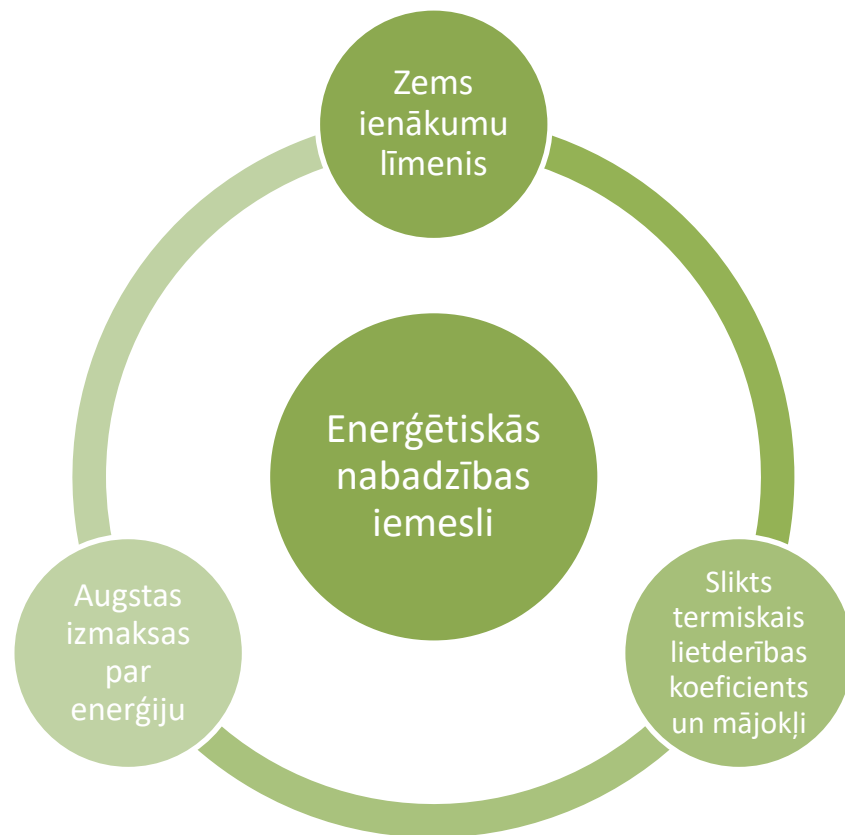 Zems
ienākumu
līmenis
Enerģētiskās
nabadzības
iemesli
Augstas
izmaksas
par
enerģiju
Slikts
termiskais
lietderības
koeficients
un mājokļi